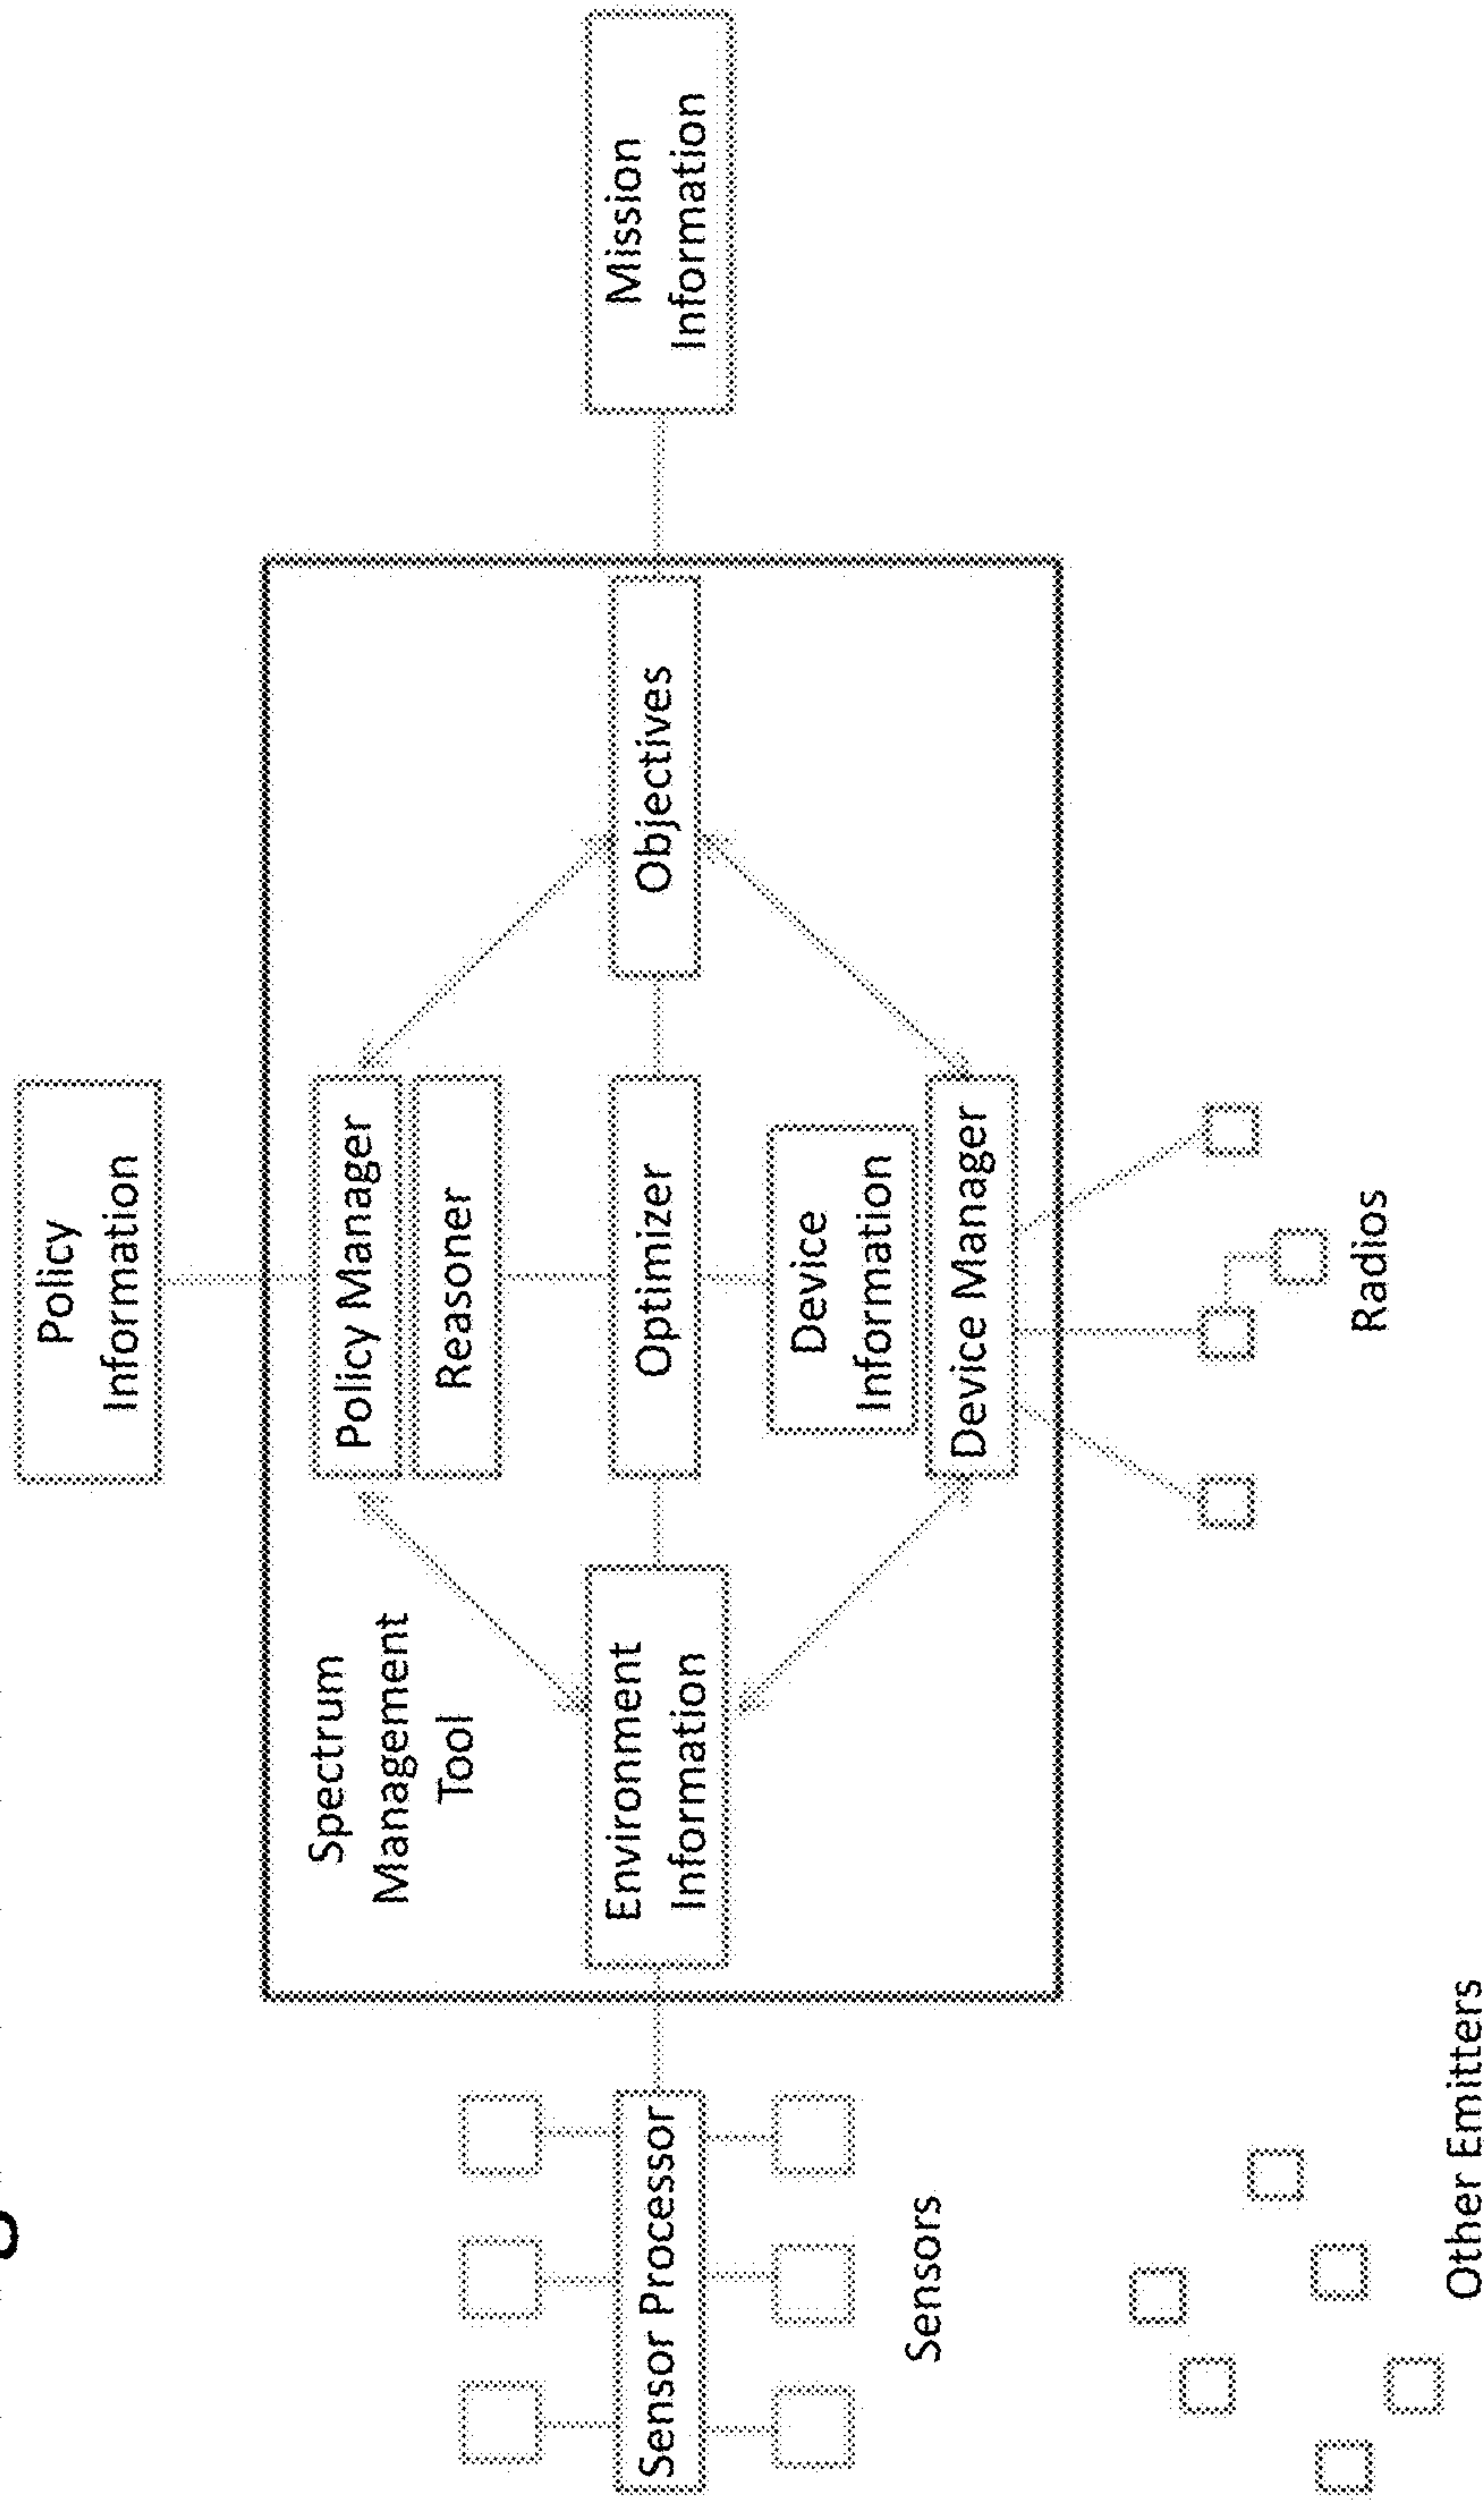 Policy
Information
Spectrum
Management
Tool
Policy Manager
Reasoner
Sensor Processor
Environment
Information
Optimizer
Objectives
Mission
Information
Device
Information
Device Manager
Sensors
Radios
Other Emitters